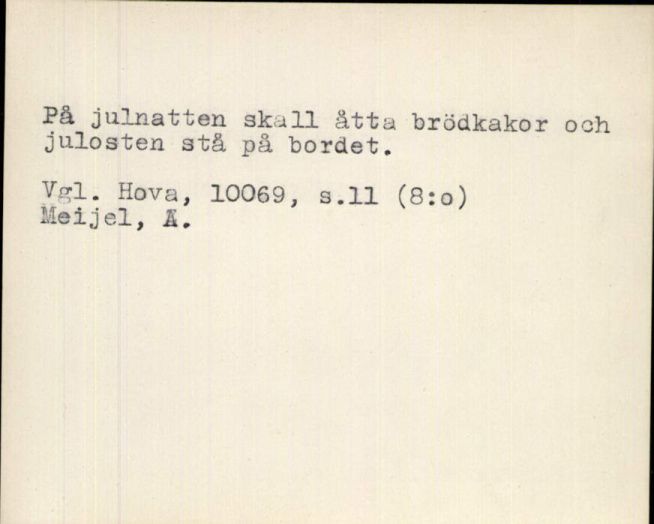 På julnatten skall åtta brödkakor och
julosten stå på bordet.
Vgl. Hova, 10069, s.11 (8:o)
Meijel, A.